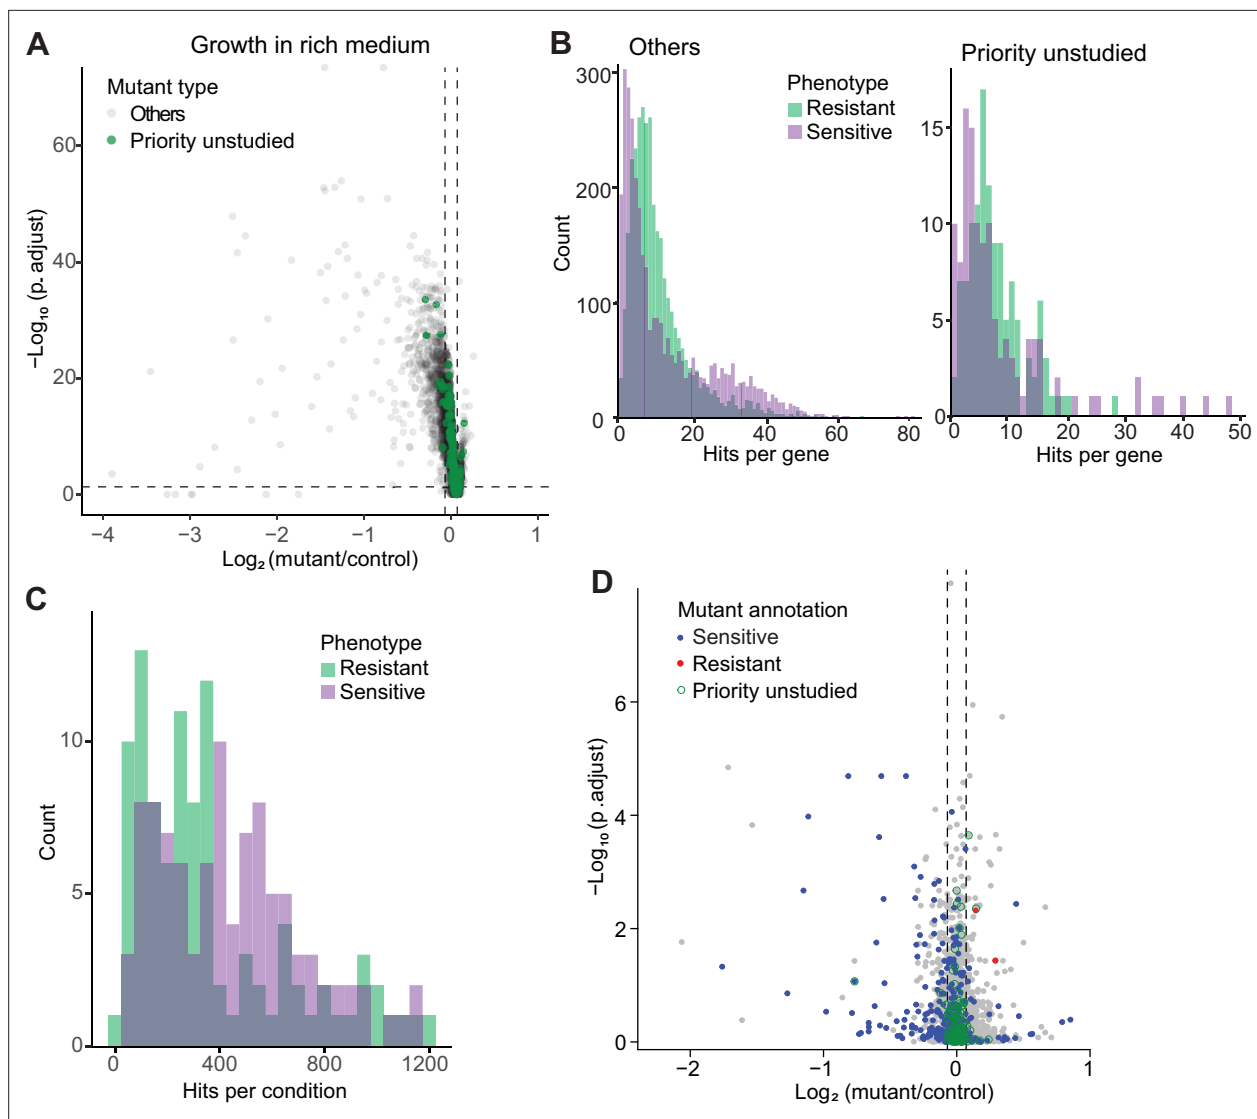 A
Growth in rich medium
Mutant type
Others
Priority unstudied
60
40
20
0
−Log₁₀ (p. adjust)
−4
−3
−2
−1
0
1
Log₂ (mutant/control)
B
Others
Phenotype
Resistant
Sensitive
300
200
100
0
Count
0
20
40
60
80
Hits per gene
Priority unstudied
15
10
5
0
0
10
20
30
40
50
Hits per gene
C
Phenotype
Resistant
Sensitive
10
5
0
Count
0
400
800
1200
Hits per condition
D
Mutant annotation
Sensitive
Resistant
Priority unstudied
6
4
2
0
−Log₁₀ (p .adjust)
−2
−1
0
1
Log₂ (mutant/control)